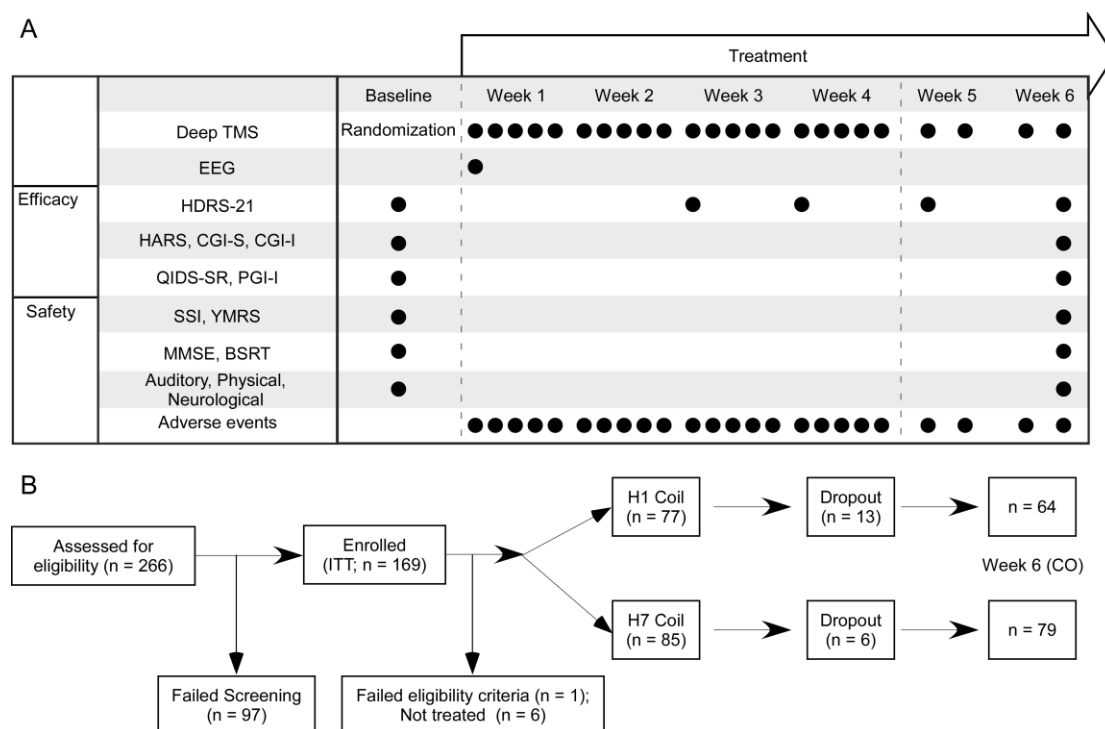 A
Treatment
Baseline Week 1 Week 2 Week 3 Week 4 Week 5 Week 6
Deep TMS Randomization
EEG
Efficacy HDRS-21
HARS, CGI-S, CGI-I
QIDS-SR, PGI-I
Safety SSI, YMRS
MMSE, BSRT
Auditory, Physical,
Neurological
Adverse events
B
Assessed for
eligibility (n = 266)
Enrolled
(ITT; n = 169)
H1 Coil
(n = 77)
Dropout
(n = 13)
n = 64
Week 6 (CO)
H7 Coil
(n = 85)
Dropout
(n = 6)
n = 79
Failed Screening
(n = 97)
Failed eligibility criteria (n = 1);
Not treated (n = 6)